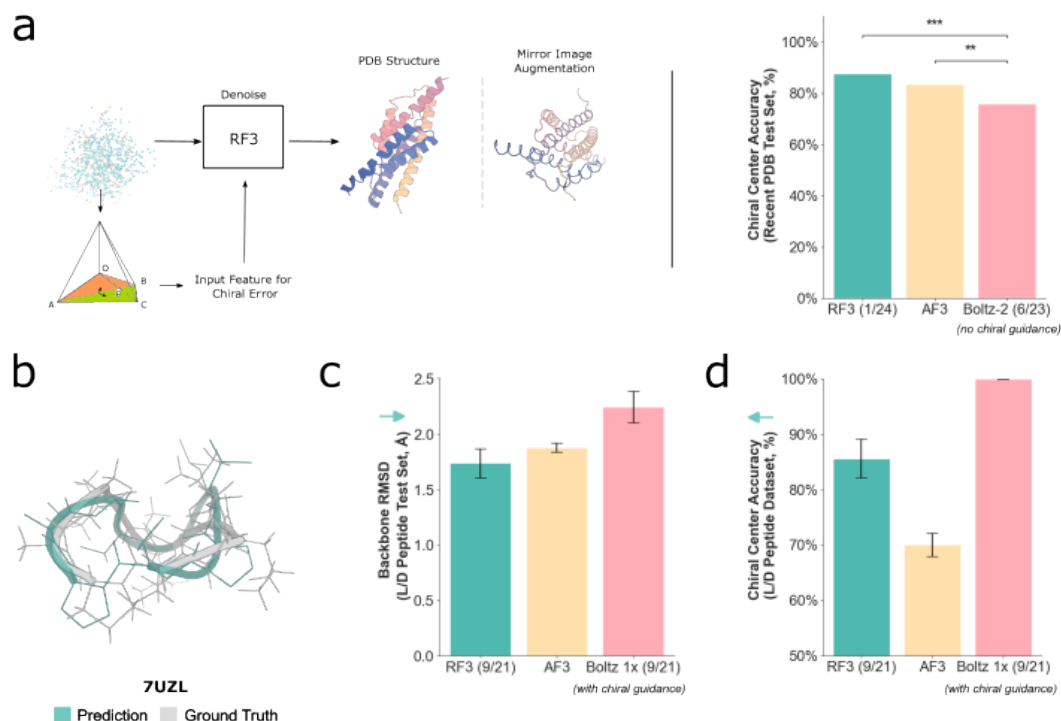 a
Denoise
RF3
PDB Structure
Mirror Image
Augmentation
O
B
A
C
Input Feature for
Chiral Error
Chiral Center Accuracy
(Recent PDB Test Set, %)
100%
80%
60%
40%
20%
0%
***
**
RF3 (1/24)
AF3
Boltz-2 (6/23)
(no chiral guidance)
b
7UZL
Prediction
Ground Truth
c
Backbone RMSD
(L/D Peptide Test Set, Å)
2.5
2.0
1.5
1.0
0.5
0.0
RF3 (9/21)
AF3
Boltz 1x (9/21)
(with chiral guidance)
d
Chiral Center Accuracy
(L/D Peptide Dataset, %)
100%
90%
80%
70%
60%
50%
RF3 (9/21)
AF3
Boltz 1x (9/21)
(with chiral guidance)